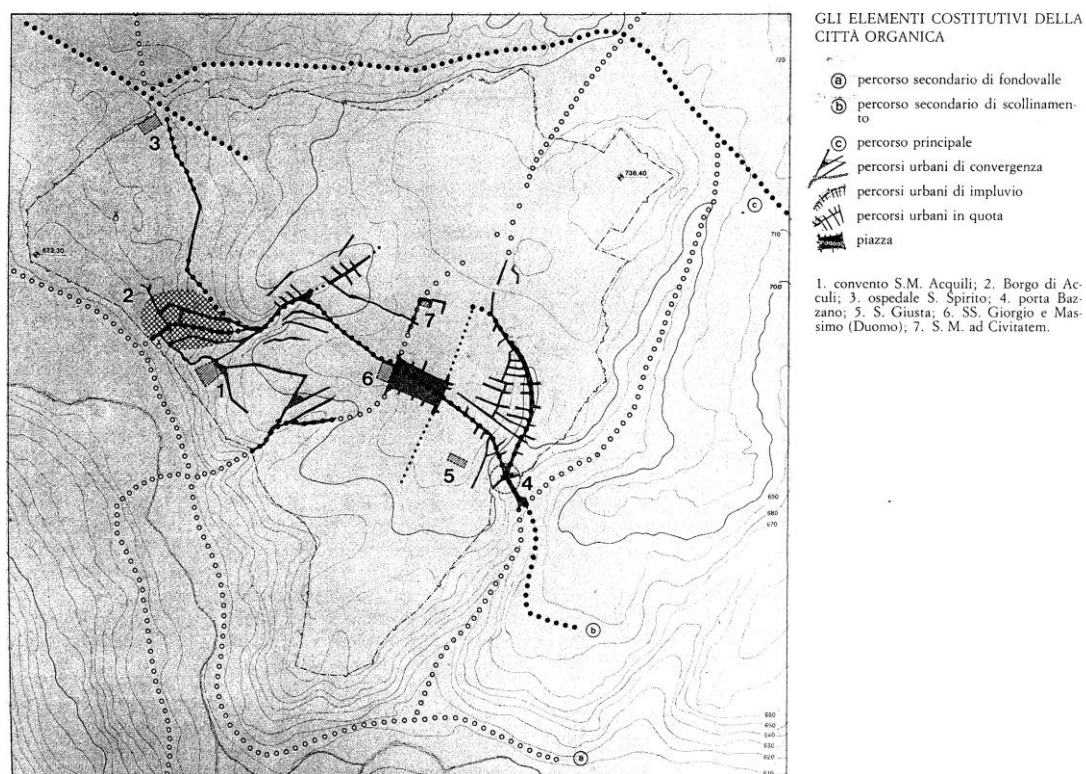 GLI ELEMENTI COSTITUTIVI DELLA
CITTÀ ORGANICA
a percorso secondario di fondovalle
b percorso secondario di scollinamen-
to
c percorso principale
percorsi urbani di convergenza
percorsi urbani di impluvio
percorsi urbani in quota
piazza
1. convento S.M. Acquili; 2. Borgo di Ac-
culi; 3. ospedale S. Spirito; 4. porta Baz-
zano; 5. S. Giusta; 6. SS. Giorgio e Mas-
simo (Duomo); 7. S. M. ad Civitatem.
720
3
738,40
c
710
622,30
700
2
7
6
1
5
4
690
680
670
b
660
650
640
630
620
610
a